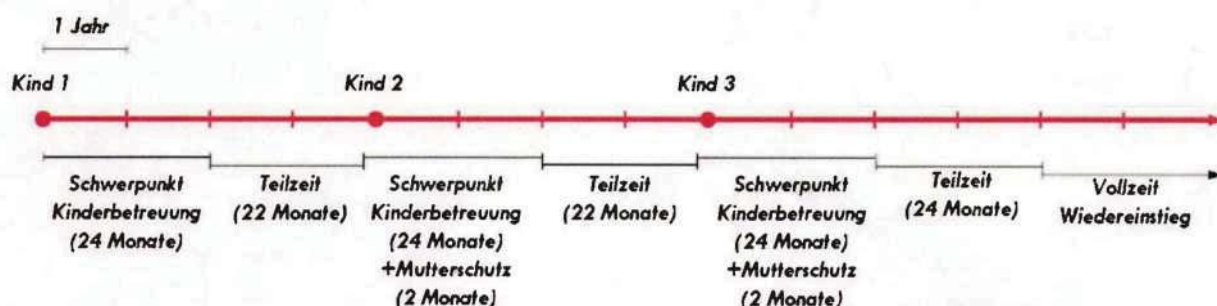 1 Jahr
Kind 1
Kind 2
Kind 3
Schwerpunkt
Kinderbetreuung
(24 Monate)
Teilzeit
(22 Monate)
Schwerpunkt
Kinderbetreuung
(24 Monate)
+Mutterschutz
(2 Monate)
Teilzeit
(22 Monate)
Schwerpunkt
Kinderbetreuung
(24 Monate)
+Mutterschutz
(2 Monate)
Teilzeit
(24 Monate)
Vollzeit
Wiedereinstieg